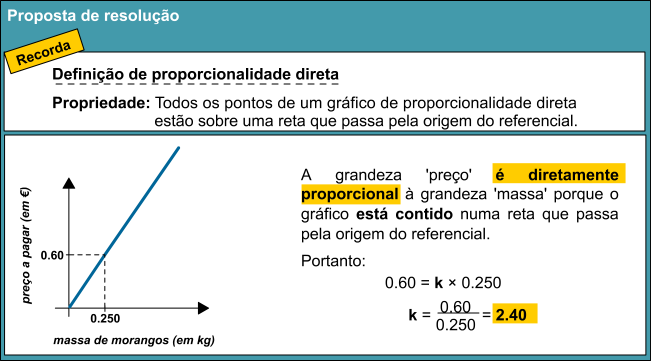 Proposta de resolução
Recorda
Definição de proporcionalidade direta
Propriedade: Todos os pontos de um gráfico de proporcionalidade direta
estão sobre uma reta que passa pela origem do referencial.
preço a pagar (em €)
0.60
0.250
massa de morangos (em kg)
A grandeza 'preço' é diretamente
proporcional à grandeza 'massa' porque o
gráfico está contido numa reta que passa
pela origem do referencial.
Portanto:
0.60 = k × 0.250
k = 0.60/0.250 = 2.40